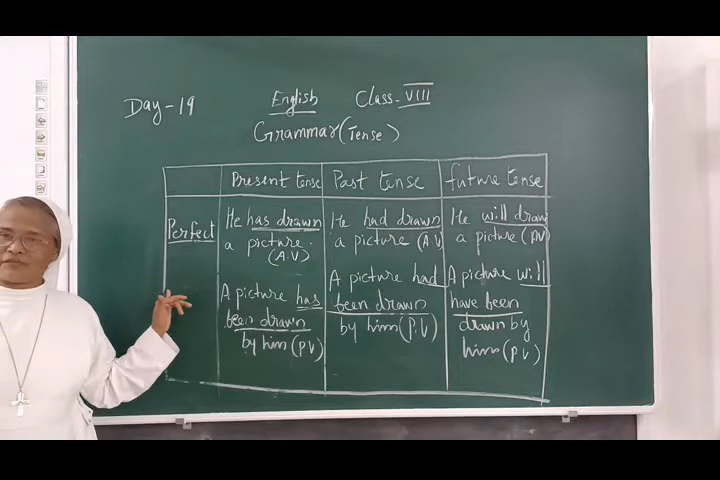 Day-19
English Class-VIII
Grammar (Tense)
Present tense
Past tense
future tense
Perfect
He has drawn
a picture.
(A.V)
He had drawn
a picture (A.V)
He will draw
a picture
A picture has
been drawn
by him (P.V)
A picture had
been drawn
by him (P.V)
A picture will
have been
drawn by
him (P.V)